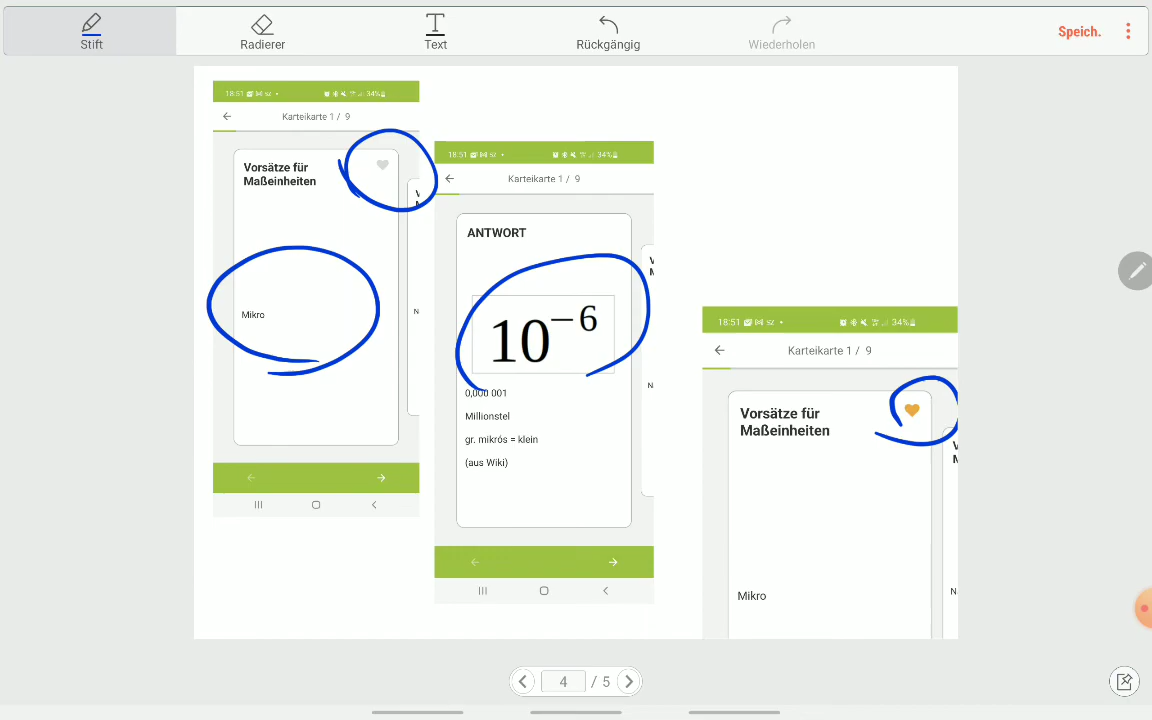 Stift
Radierer
Text
Rückgängig
Wiederholen
Speich.
18:51 34%
Karteikarte 1 / 9
Vorsätze für
Maßeinheiten
Mikro
N
18:51 34%
Karteikarte 1 / 9
ANTWORT
10⁻⁶
0,000 001
Millionstel
gr. mikrós = klein
(aus Wiki)
N
18:51 34%
Karteikarte 1 / 9
Vorsätze für
Maßeinheiten
Mikro
N
4 / 5